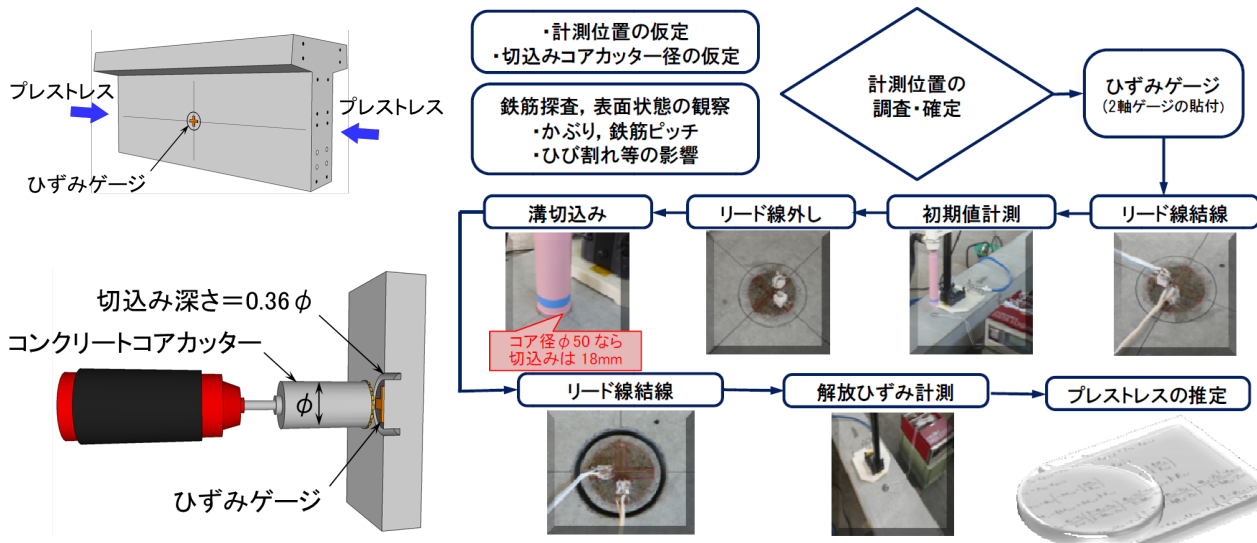 プレストレス
プレストレス
ひずみゲージ
切込み深さ＝0.36φ
コンクリートコアカッター
φ
ひずみゲージ
・計測位置の仮定
・切込みコアカッター径の仮定
鉄筋探査，表面状態の観察
・かぶり，鉄筋ピッチ
・ひび割れ等の影響
計測位置の
調査・確定
ひずみゲージ
(2軸ゲージの貼付)
リード線結線
初期値計測
リード線外し
溝切込み
コア径φ50なら
切込みは18mm
リード線結線
解放ひずみ計測
プレストレスの推定